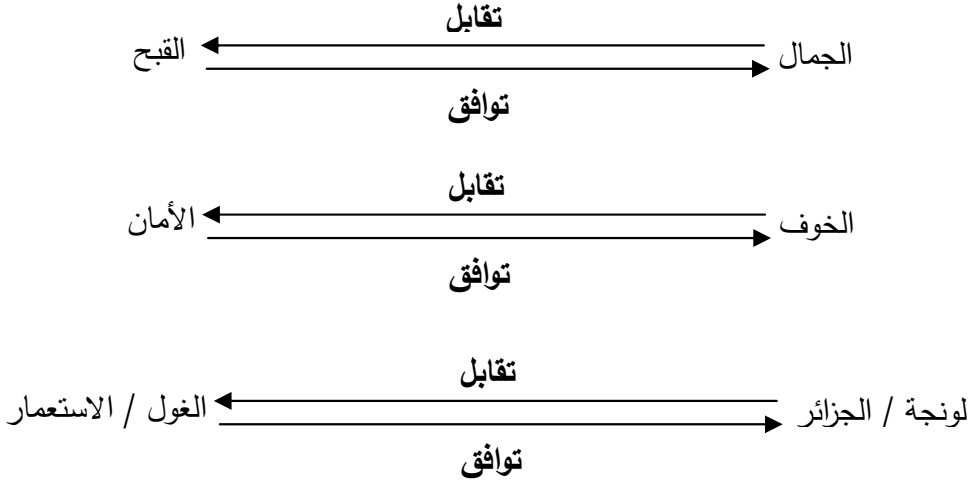 تقابل
الجمال القبح
توافق
تقابل
الخوف الأمان
توافق
تقابل
لونجة / الجزائر الغول / الاستعمار
توافق